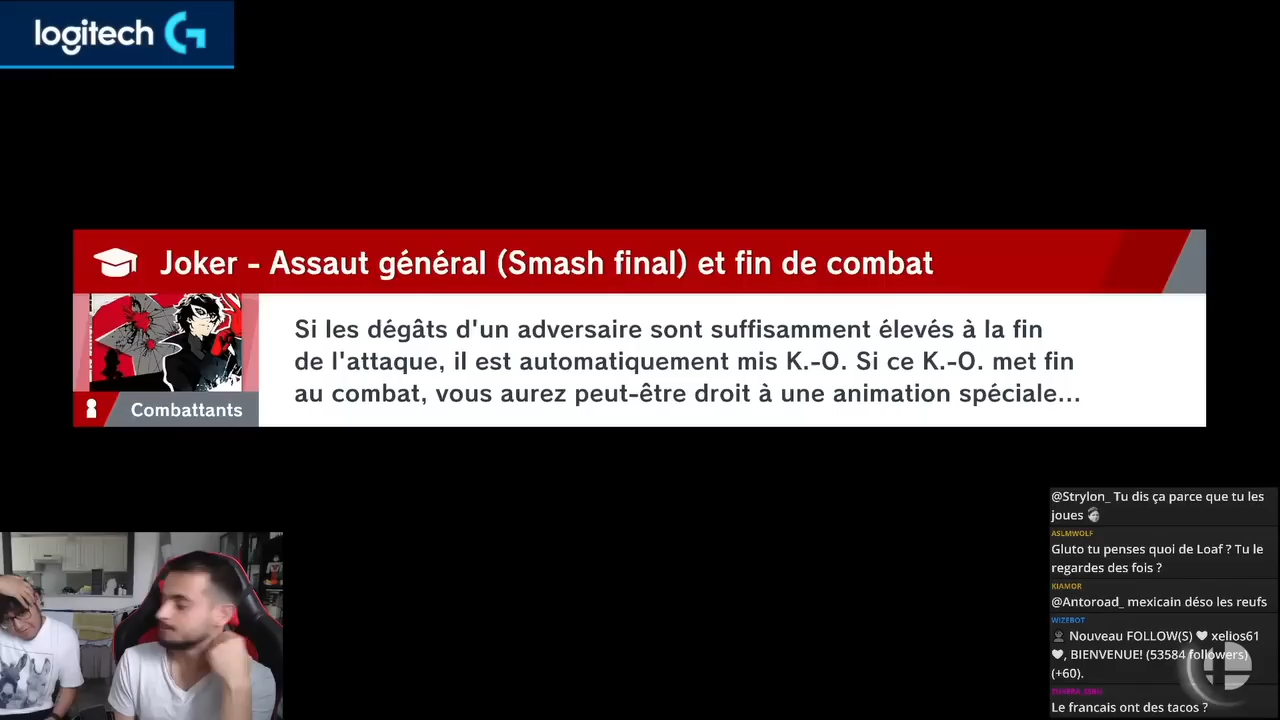 logitech G
Joker - Assaut général (Smash final) et fin de combat
Si les dégâts d'un adversaire sont suffisamment élevés à la fin
de l'attaque, il est automatiquement mis K.-O. Si ce K.-O. met fin
au combat, vous aurez peut-être droit à une animation spéciale...
Combattants
@Strylon_ Tu dis ça parce que tu les
joues
ASLMWOLF
Gluto tu penses quoi de Loaf ? Tu le
regardes des fois ?
KIAMOR
@Antoroad_ mexicain déso les reufs
WIZEBOT
Nouveau FOLLOW(S) ♥ xelios61
♥, BIENVENUE! (53584 followers)
(+60).
Le francais ont des tacos ?